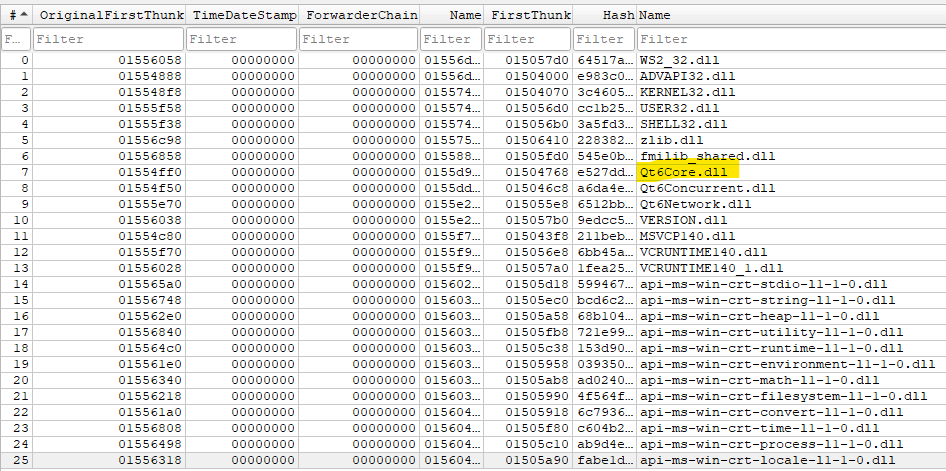 # OriginalFirstThunk TimeDateStamp ForwarderChain Name FirstThunk Hash Name
F... Filter Filter Filter Filter Filter Filter Filter
0 01556058 00000000 00000000 01556d... 015057d0 64517a... WS2_32.dll
1 01554888 00000000 00000000 01556d... 01504000 e983c0... ADVAPI32.dll
2 015548f8 00000000 00000000 015574... 01504070 3c4605... KERNEL32.dll
3 01555f58 00000000 00000000 015574... 015056d0 cc1b25... USER32.dll
4 01555f38 00000000 00000000 015574... 015056b0 3a5fd3... SHELL32.dll
5 01556c98 00000000 00000000 015575... 01506410 228382... zlib.dll
6 01556858 00000000 00000000 015588... 01505fd0 545e0b... fmilib_shared.dll
7 01554ff0 00000000 00000000 0155d9... 01504768 e527dd... Qt6Core.dll
8 01554f50 00000000 00000000 0155dd... 015046c8 a6da4e... Qt6Concurrent.dll
9 01555e70 00000000 00000000 0155e2... 015055e8 6512bb... Qt6Network.dll
10 01556038 00000000 00000000 0155e2... 015057b0 9edcc5... VERSION.dll
11 01554c80 00000000 00000000 0155f7... 015043f8 211beb... MSVCP140.dll
12 01555f70 00000000 00000000 0155f9... 015056e8 6bb45a... VCRUNTIME140.dll
13 01556028 00000000 00000000 0155f9... 015057a0 1fea25... VCRUNTIME140_1.dll
14 015565a0 00000000 00000000 015602... 01505d18 599467... api-ms-win-crt-stdio-l1-1-0.dll
15 01556748 00000000 00000000 015603... 01505ec0 bcd6c2... api-ms-win-crt-string-l1-1-0.dll
16 015562e0 00000000 00000000 015603... 01505a58 68b104... api-ms-win-crt-heap-l1-1-0.dll
17 01556840 00000000 00000000 015603... 01505fb8 721e99... api-ms-win-crt-utility-l1-1-0.dll
18 015564c0 00000000 00000000 015603... 01505c38 153d90... api-ms-win-crt-runtime-l1-1-0.dll
19 015561e0 00000000 00000000 015603... 01505958 039350... api-ms-win-crt-environment-l1-1-0.dll
20 01556340 00000000 00000000 015603... 01505ab8 ad0240... api-ms-win-crt-math-l1-1-0.dll
21 01556218 00000000 00000000 015603... 01505990 4f564f... api-ms-win-crt-filesystem-l1-1-0.dll
22 015561a0 00000000 00000000 015604... 01505918 6c7936... api-ms-win-crt-convert-l1-1-0.dll
23 01556808 00000000 00000000 015604... 01505f80 c604b2... api-ms-win-crt-time-l1-1-0.dll
24 01556498 00000000 00000000 015604... 01505c10 ab9d4e... api-ms-win-crt-process-l1-1-0.dll
25 01556318 00000000 00000000 015604... 01505a90 fabe1d... api-ms-win-crt-locale-l1-1-0.dll